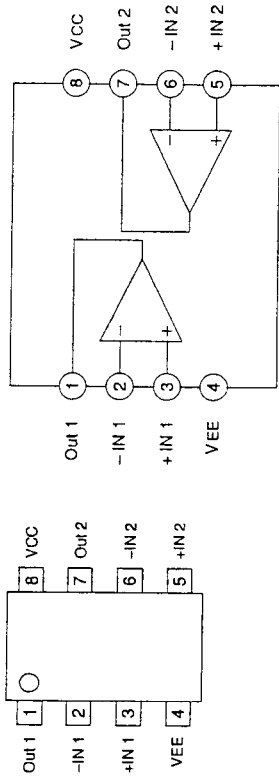 Out 1 1 8 VCC
−IN 1 2 7 Out 2
+IN 1 3 6 −IN 2
VEE 4 5 +IN 2
Out 1 1 8 VCC
− IN 1 2 − 7 Out 2
+ IN 1 3 + − 6 − IN 2
VEE 4 + 5 + IN 2